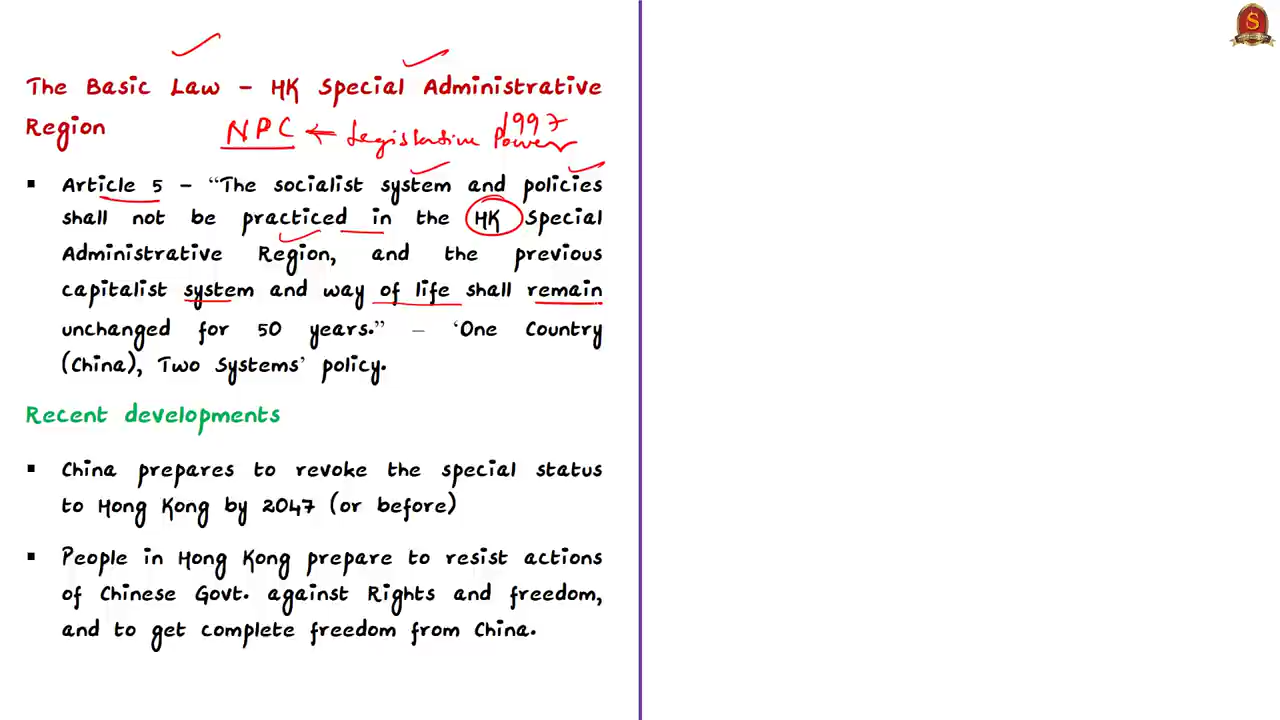 The Basic Law – HK Special Administrative
Region
1997
NPC ← Legislative Power
▪ Article 5 – “The socialist system and policies
shall not be practiced in the HK Special
Administrative Region, and the previous
capitalist system and way of life shall remain
unchanged for 50 years.” – ‘One Country
(China), Two Systems’ policy.
Recent developments
▪ China prepares to revoke the special status
to Hong Kong by 2047 (or before)
▪ People in Hong Kong prepare to resist actions
of Chinese Govt. against Rights and freedom,
and to get complete freedom from China.
S